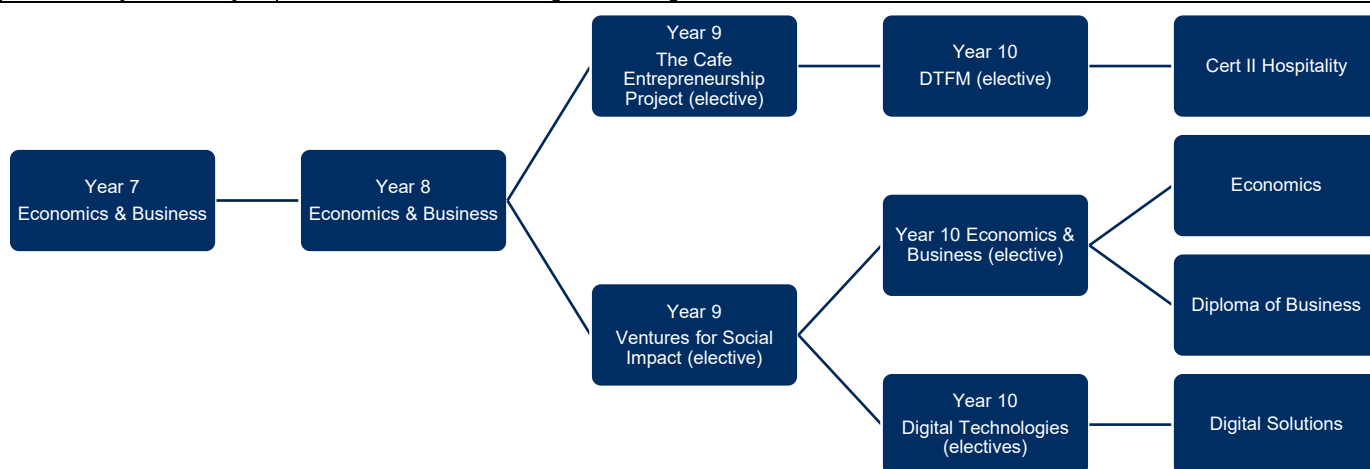 Year 7
Economics & Business
Year 8
Economics & Business
Year 9
The Cafe
Entrepreneurship
Project (elective)
Year 10
DTFM (elective)
Cert II Hospitality
Year 9
Ventures for Social
Impact (elective)
Year 10 Economics &
Business (elective)
Economics
Diploma of Business
Year 10
Digital Technologies
(electives)
Digital Solutions